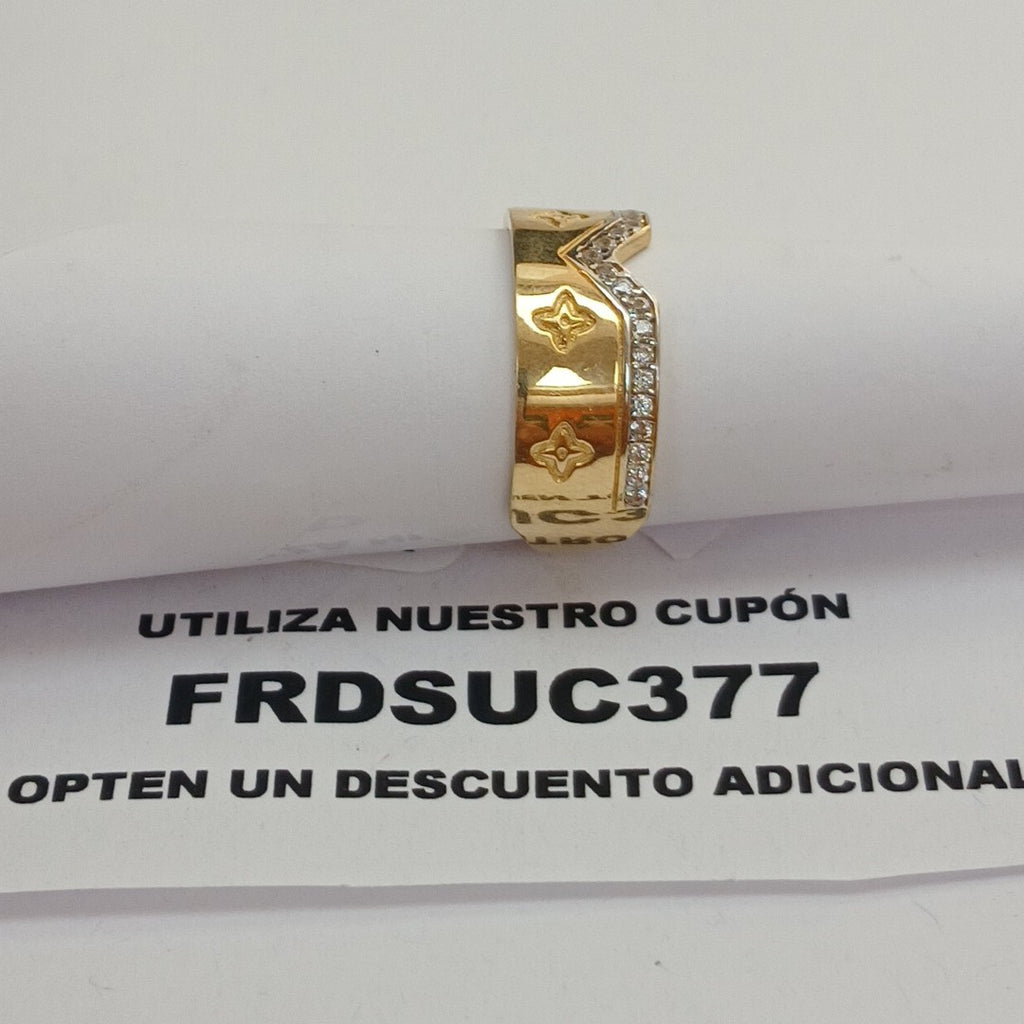 UTILIZA NUESTRO CUPÓN
FRDSUC377
OPTEN UN DESCUENTO ADICIONAL